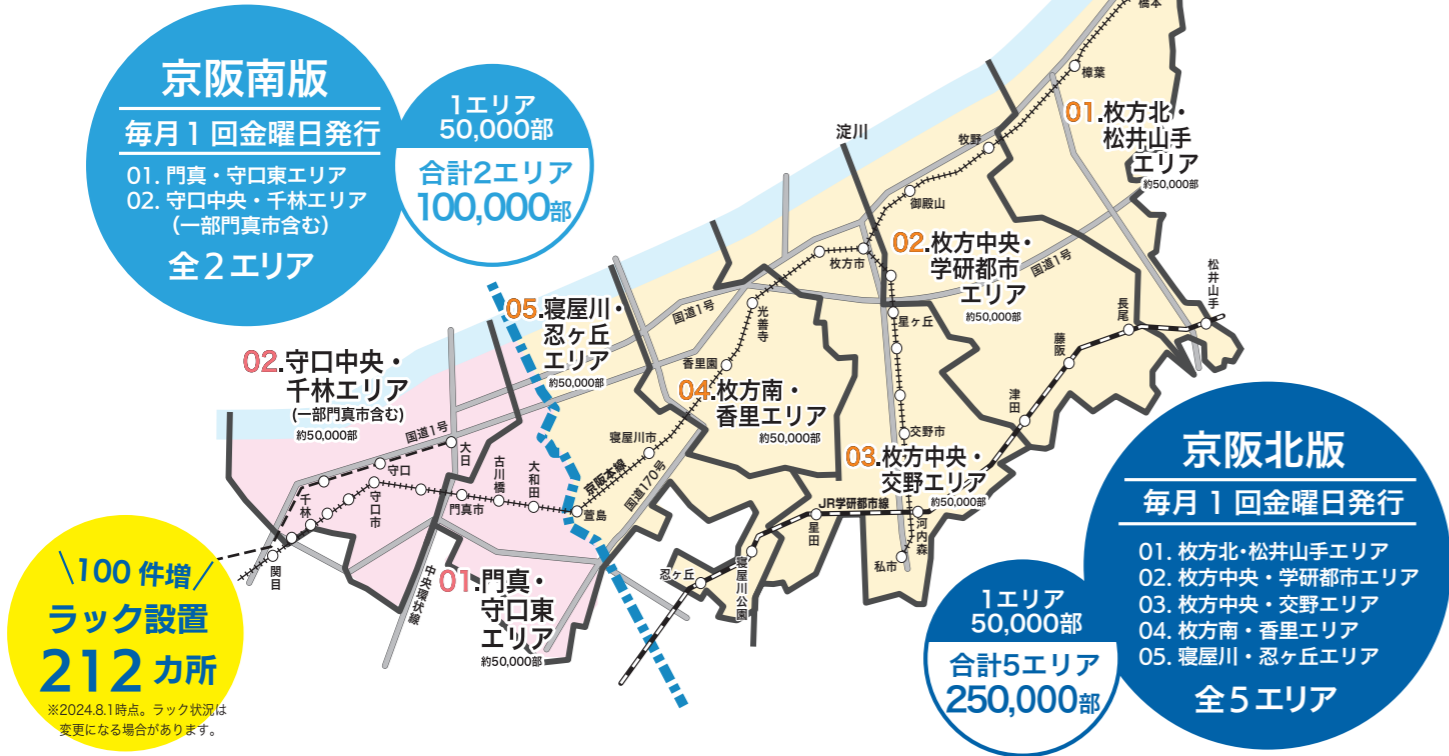 京阪南版
毎月1回金曜日発行
01. 門真・守口東エリア
02. 守口中央・千林エリア
(一部門真市含む)
全2エリア
1エリア
50,000部
合計2エリア
100,000部
淀川
橋本
樟葉
牧野
御殿山
枚方市
星ヶ丘
光善寺
香里園
寝屋川市
萱島
大和田
古川橋
門真市
大日
守口
守口市
千林
関目
交野市
河内森
私市
星田
寝屋川公園
忍ヶ丘
津田
藤阪
長尾
松井山手
国道1号
国道1号
国道1号
国道170号
京阪本線
JR学研都市線
中央環状線
01.枚方北・
松井山手
エリア
約50,000部
02.枚方中央・
学研都市
エリア
約50,000部
03.枚方中央・
交野エリア
約50,000部
04.枚方南・
香里エリア
約50,000部
05.寝屋川・
忍ヶ丘
エリア
約50,000部
02.守口中央・
千林エリア
(一部門真市含む)
約50,000部
01.門真・
守口東
エリア
約50,000部
100件増
ラック設置
212カ所
※2024.8.1時点。ラック状況は
変更になる場合があります。
1エリア
50,000部
合計5エリア
250,000部
京阪北版
毎月1回金曜日発行
01. 枚方北・松井山手エリア
02. 枚方中央・学研都市エリア
03. 枚方中央・交野エリア
04. 枚方南・香里エリア
05. 寝屋川・忍ヶ丘エリア
全5エリア